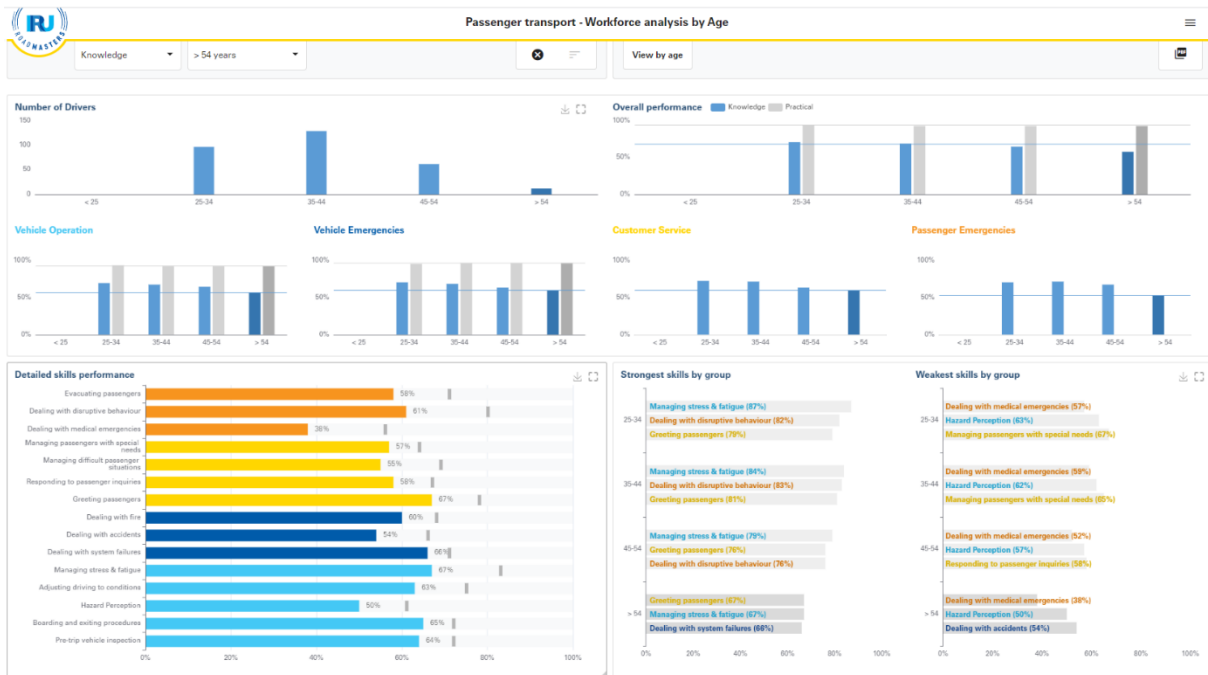 IRU
ROADMASTERS
Passenger transport - Workforce analysis by Age
Knowledge
> 54 years
View by age
PDF
Number of Drivers
150
100
50
0
< 25
25-34
35-44
45-54
> 54
Overall performance
Knowledge
Practical
100%
50%
0%
< 25
25-34
35-44
45-54
> 54
Vehicle Operation
100%
50%
0%
< 25
25-34
35-44
45-54
> 54
Vehicle Emergencies
100%
50%
0%
< 25
25-34
35-44
45-54
> 54
Customer Service
100%
50%
0%
< 25
25-34
35-44
45-54
> 54
Passenger Emergencies
100%
50%
0%
< 25
25-34
35-44
45-54
> 54
Detailed skills performance
Evacuating passengers 58%
Dealing with disruptive behaviour 61%
Dealing with medical emergencies 38%
Managing passengers with special
needs 57%
Managing difficult passenger
situations 55%
Responding to passenger inquiries 58%
Greeting passengers 67%
Dealing with fire 60%
Dealing with accidents 54%
Dealing with system failures 66%
Managing stress & fatigue 67%
Adjusting driving to conditions 63%
Hazard Perception 50%
Boarding and exiting procedures 65%
Pre-trip vehicle inspection 64%
0% 20% 40% 60% 80% 100%
Strongest skills by group
25-34
Managing stress & fatigue (87%)
Dealing with disruptive behaviour (82%)
Greeting passengers (79%)
35-44
Managing stress & fatigue (84%)
Dealing with disruptive behaviour (83%)
Greeting passengers (81%)
45-54
Managing stress & fatigue (79%)
Greeting passengers (76%)
Dealing with disruptive behaviour (76%)
> 54
Greeting passengers (67%)
Managing stress & fatigue (67%)
Dealing with system failures (66%)
0% 20% 40% 60% 80% 100%
Weakest skills by group
25-34
Dealing with medical emergencies (57%)
Hazard Perception (63%)
Managing passengers with special needs (67%)
35-44
Dealing with medical emergencies (59%)
Hazard Perception (62%)
Managing passengers with special needs (65%)
45-54
Dealing with medical emergencies (52%)
Hazard Perception (57%)
Responding to passenger inquiries (58%)
> 54
Dealing with medical emergencies (38%)
Hazard Perception (50%)
Dealing with accidents (54%)
0% 20% 40% 60% 80% 100%